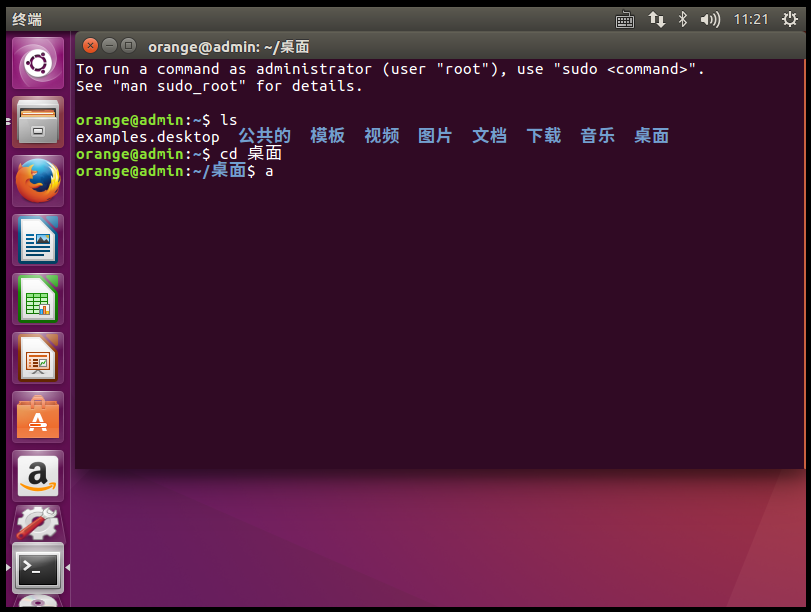 终端
11:21
orange@admin: ~/桌面
To run a command as administrator (user "root"), use "sudo <command>".
See "man sudo_root" for details.
orange@admin:~$ ls
examples.desktop 公共的 模板 视频 图片 文档 下载 音乐 桌面
orange@admin:~$ cd 桌面
orange@admin:~/桌面$ a